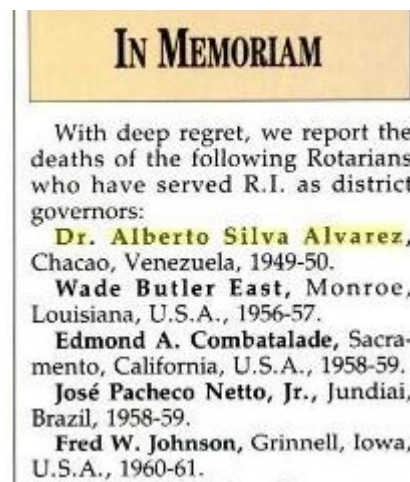 IN MEMORIAM
With deep regret, we report the
deaths of the following Rotarians
who have served R.I. as district
governors:
Dr. Alberto Silva Alvarez,
Chacao, Venezuela, 1949-50.
Wade Butler East, Monroe,
Louisiana, U.S.A., 1956-57.
Edmond A. Combatalade, Sacra-
mento, California, U.S.A., 1958-59.
José Pacheco Netto, Jr., Jundiai,
Brazil, 1958-59.
Fred W. Johnson, Grinnell, Iowa,
U.S.A., 1960-61.